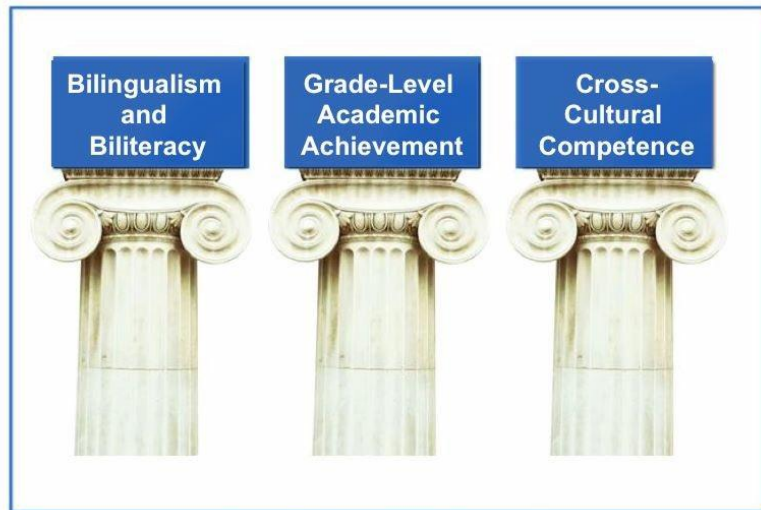 Bilingualism
and
Biliteracy
Grade-Level
Academic
Achievement
Cross-
Cultural
Competence